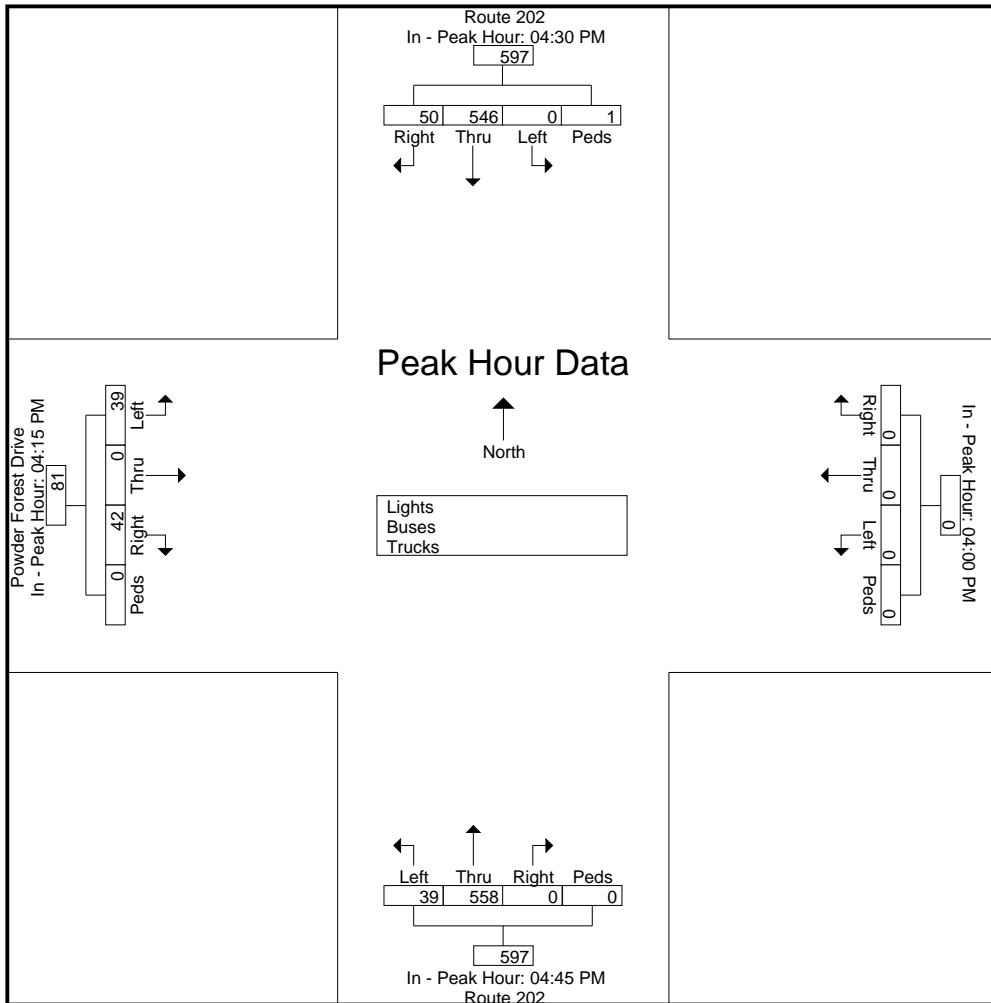 Route 202
In - Peak Hour: 04:30 PM
597
50 546 0 1
Right Thru Left Peds
Peak Hour Data
North
Lights
Buses
Trucks
Powder Forest Drive
In - Peak Hour: 04:15 PM
81
39 0 42 0
Left Thru Right Peds
In - Peak Hour: 04:00 PM
0
0 0 0 0
Right Thru Left Peds
Left Thru Right Peds
39 558 0 0
597
In - Peak Hour: 04:45 PM
Route 202